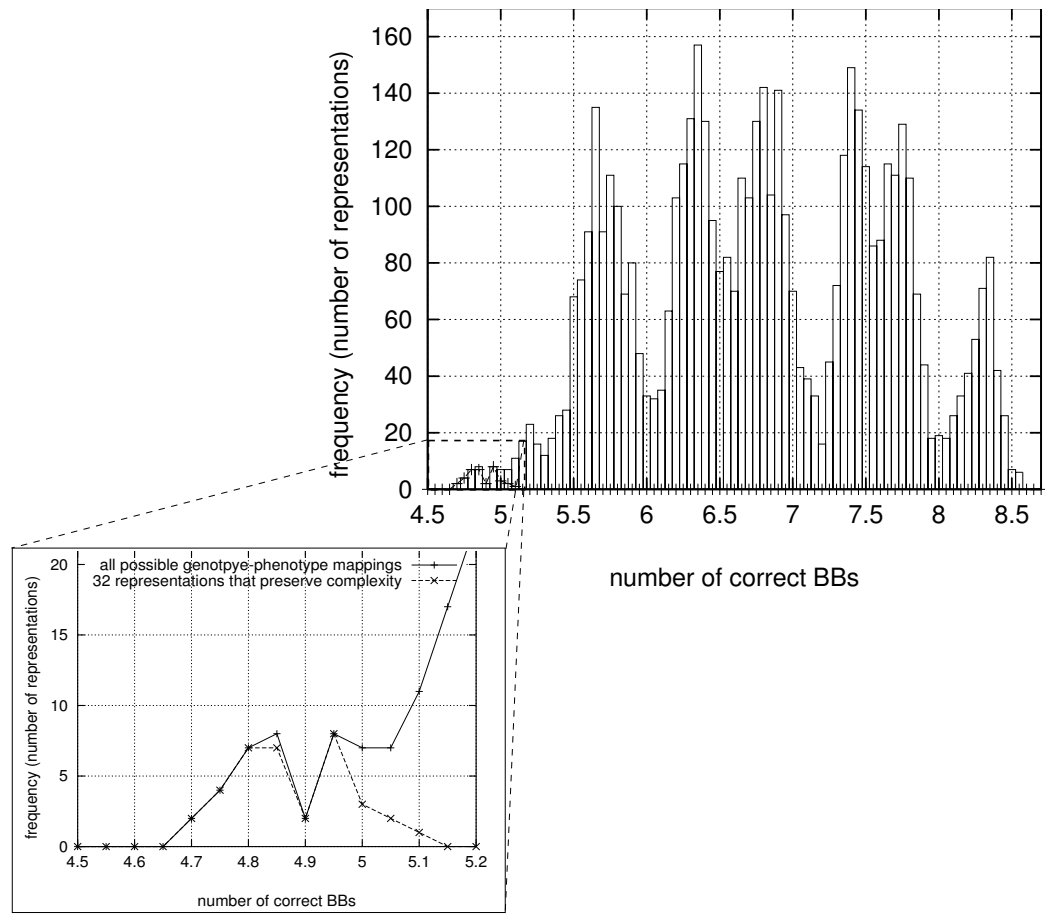 160
140
120
100
80
60
40
20
0
frequency (number of representations)
4.5 5 5.5 6 6.5 7 7.5 8 8.5
number of correct BBs
all possible genotpye-phenotype mappings
32 representations that preserve complexity
20
15
10
5
0
frequency (number of representations)
4.5 4.6 4.7 4.8 4.9 5 5.1 5.2
number of correct BBs